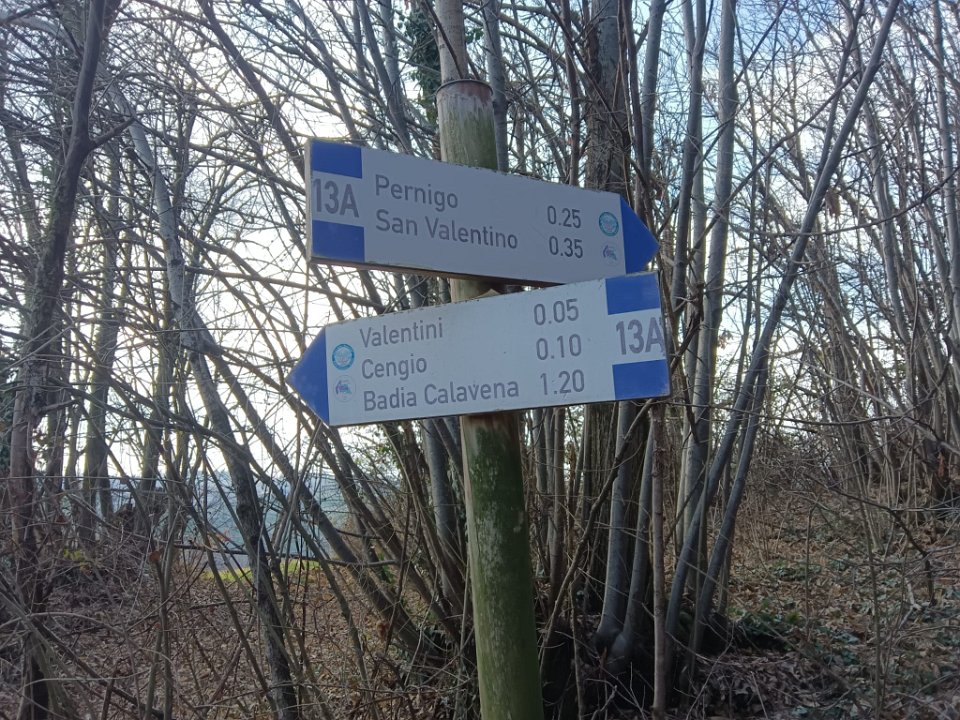 13A
Pernigo 0.25
San Valentino 0.35
Valentini 0.05
Cengio 0.10
Badia Calavena 1.20
13A